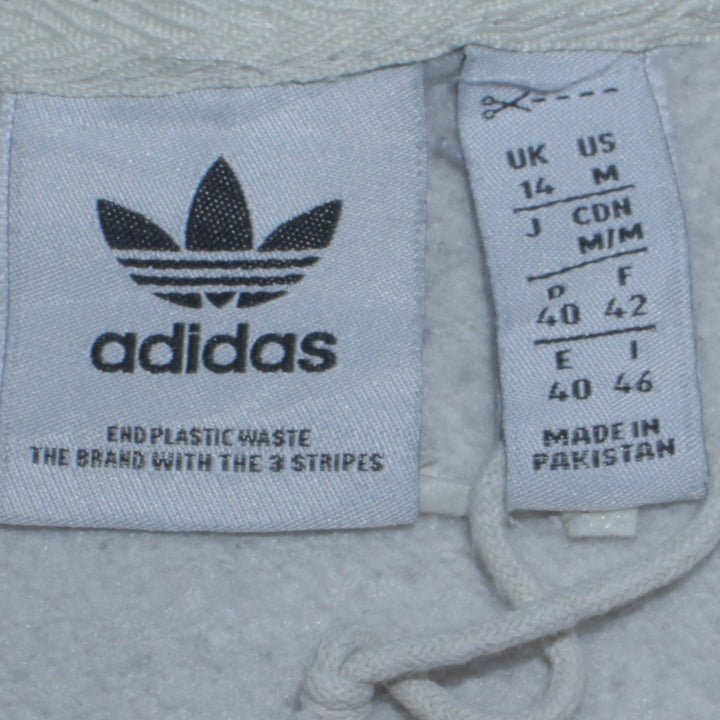 adidas
END PLASTIC WASTE
THE BRAND WITH THE 3 STRIPES
UK US
14 M
J CDN
M/M
D F
40 42
E I
40 46
MADE IN
PAKISTAN